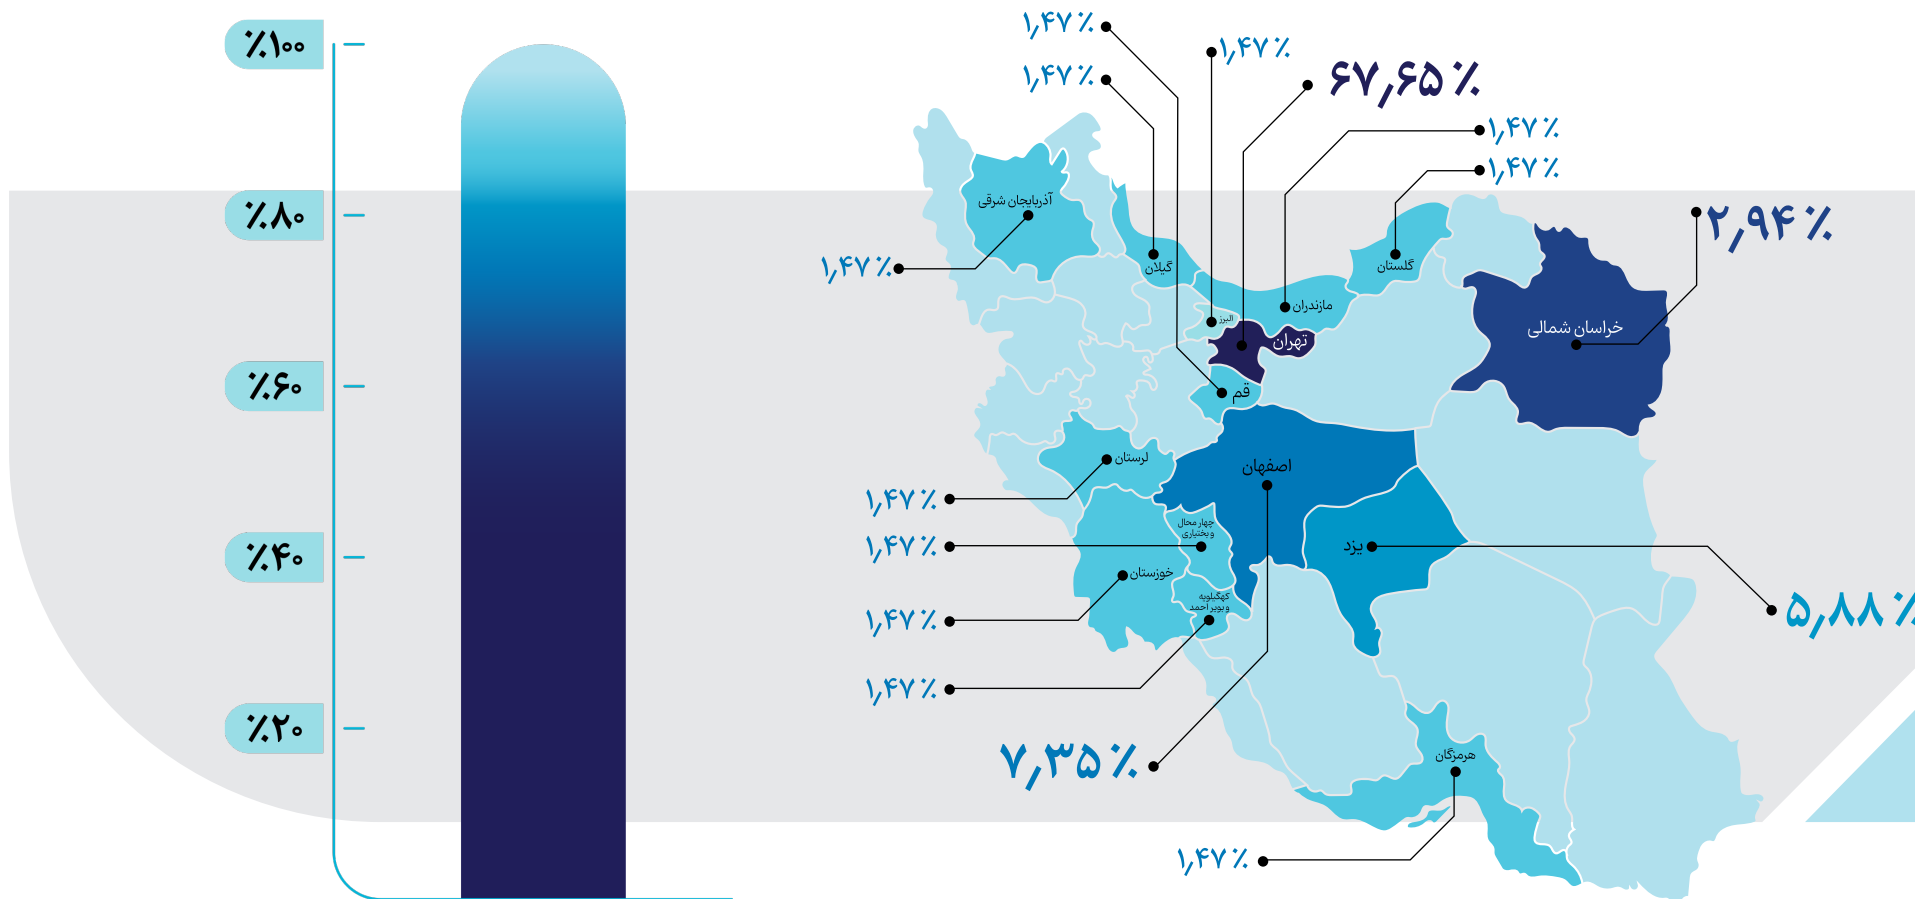 ٪۱۰۰
٪۸۰
٪۶۰
٪۴۰
٪۲۰
۱,۴۷ ٪
۱,۴۷ ٪
۱,۴۷ ٪
۶۷,۶۵ ٪
۱,۴۷ ٪
۱,۴۷ ٪
۲,۹۴ ٪
آذربایجان شرقی
۱,۴۷ ٪
گیلان
گلستان
مازندران
البرز
تهران
خراسان شمالی
قم
لرستان
اصفهان
۱,۴۷ ٪
چهار محال
و بختیاری
۱,۴۷ ٪
یزد
خوزستان
کهگیلویه
و بویر احمد
۵,۸۸ ٪
۱,۴۷ ٪
۱,۴۷ ٪
۷,۳۵ ٪
هرمزگان
۱,۴۷ ٪